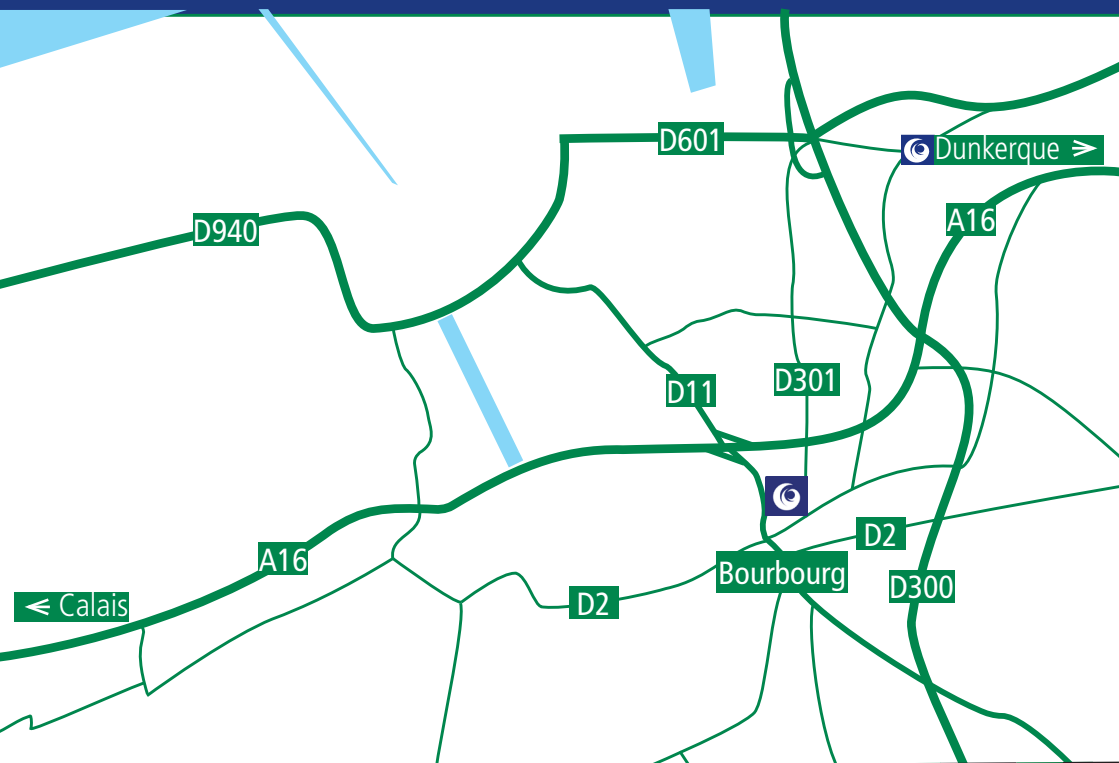 D601
Dunkerque
A16
D940
D301
D11
D2
A16
Bourbourg
D300
Calais
D2